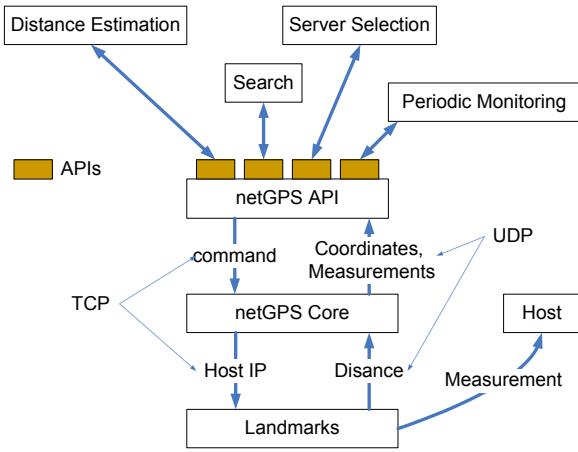 Distance Estimation
Server Selection
Search
Periodic Monitoring
APIs
netGPS API
UDP
command
Coordinates,
Measurements
TCP
netGPS Core
Host
Host IP
Disance
Measurement
Landmarks